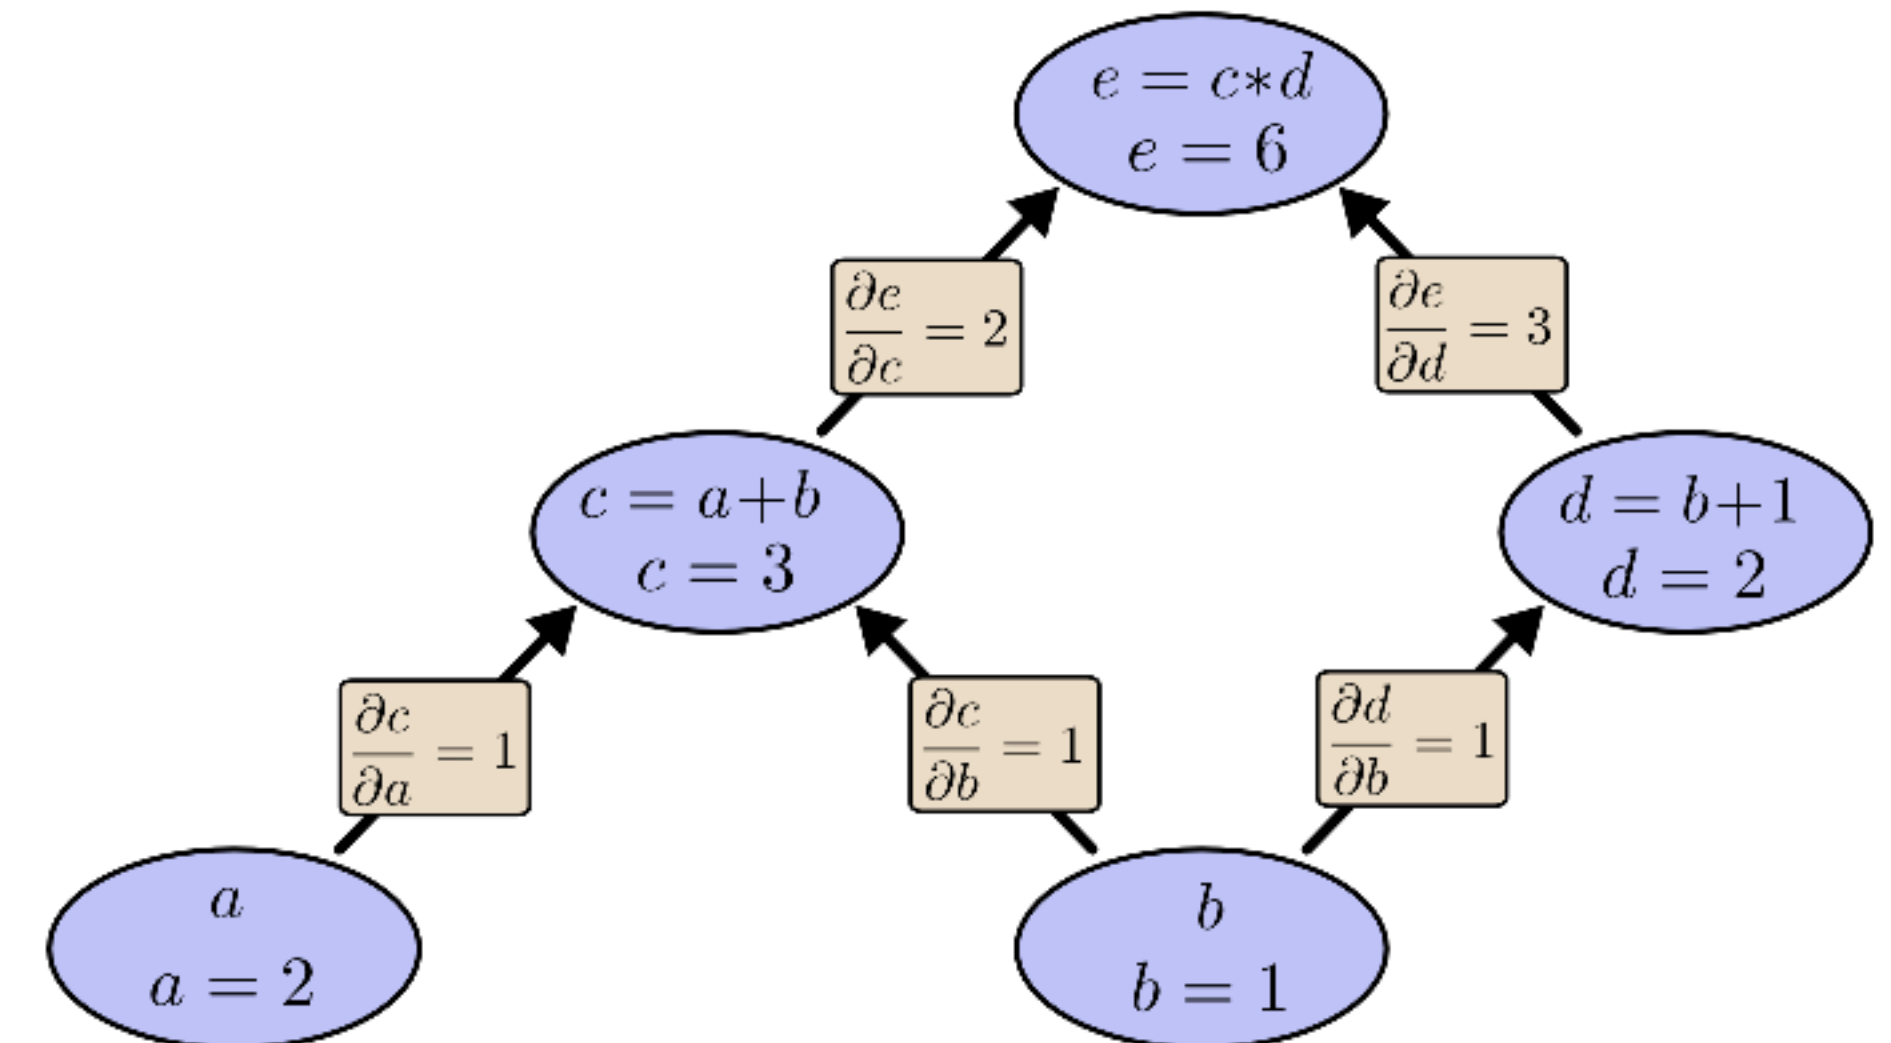 e = c*d
e = 6
∂e/∂c = 2
∂e/∂d = 3
c = a+b
c = 3
d = b+1
d = 2
∂c/∂a = 1
∂c/∂b = 1
∂d/∂b = 1
a
a = 2
b
b = 1